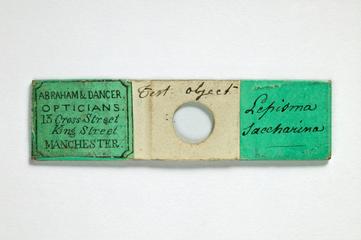 ABRAHAM & DANCER.
OPTICIANS.
13 Cross Street
King Street
MANCHESTER.
Test object
Lepisma
Saccharina